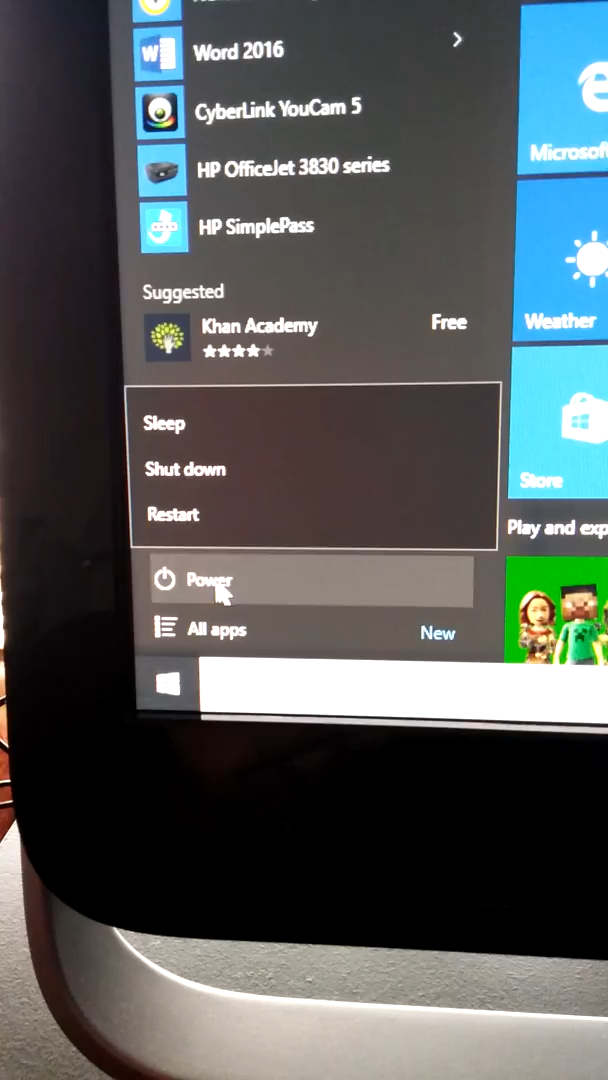 Word 2016
CyberLink YouCam 5
HP OfficeJet 3830 series
HP SimplePass
Suggested
Khan Academy
Free
Sleep
Shut down
Restart
Power
All apps
New
Weather
Store
Play and exp
Microsoft